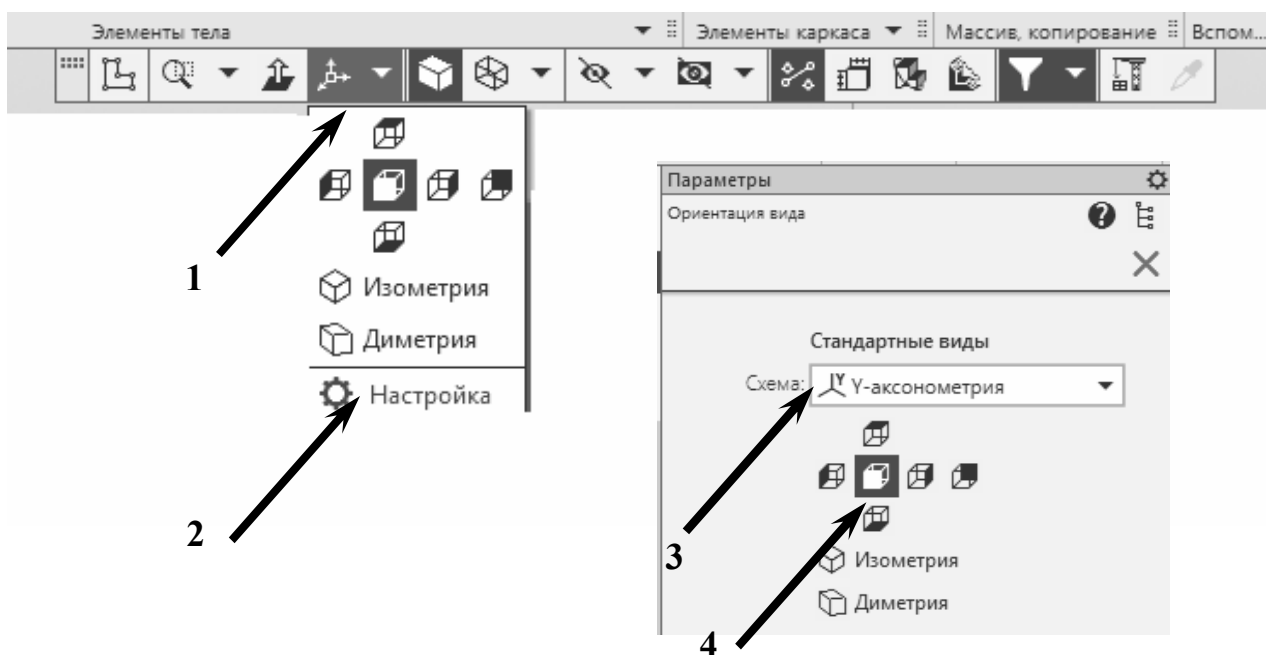 Элементы тела
Элементы каркаса
Массив, копирование
Вспом...
1
Изометрия
Диметрия
Настройка
2
Параметры
Ориентация вида
Стандартные виды
Схема: Y-аксонометрия
3
Изометрия
Диметрия
4